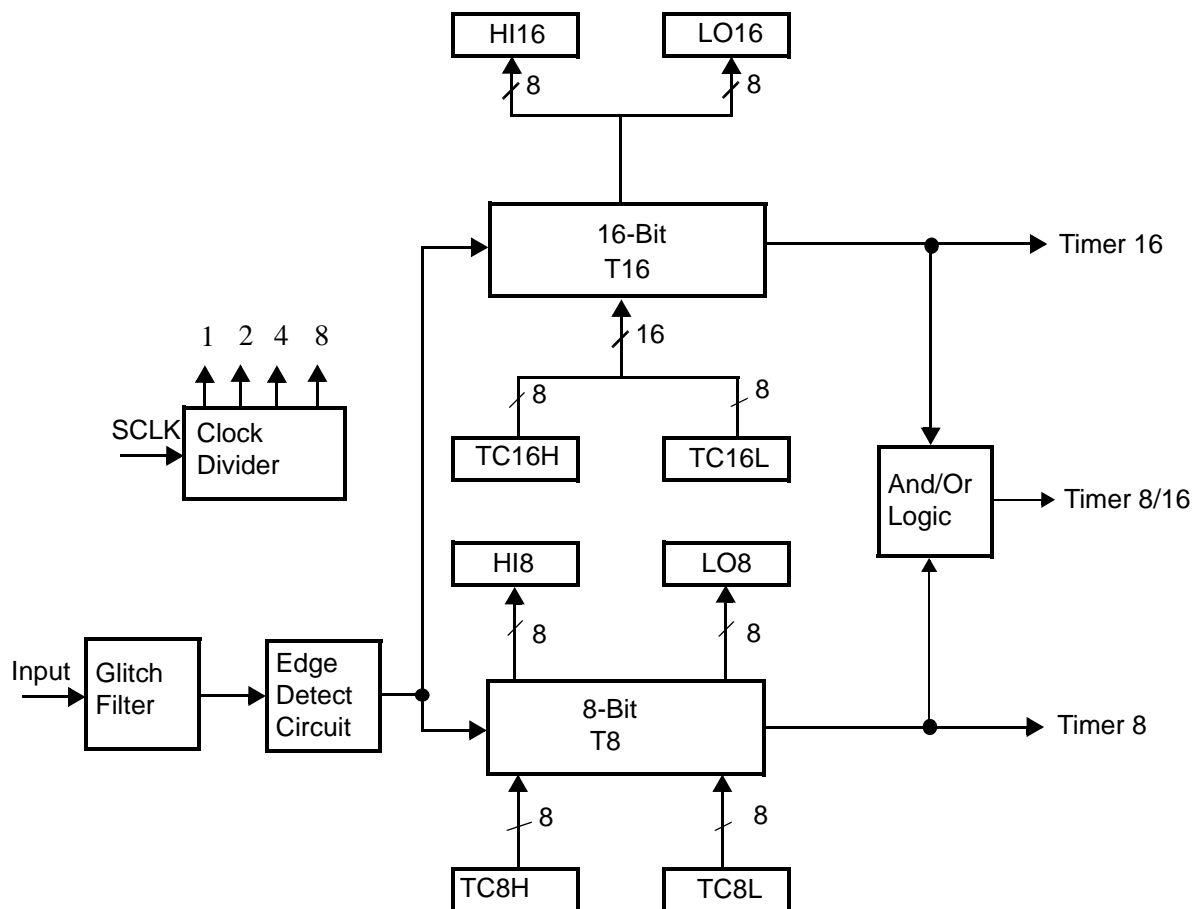 HI16
LO16
8
8
16-Bit
T16
Timer 16
16
1 2 4 8
8
8
SCLK
Clock
Divider
TC16H
TC16L
And/Or
Logic
Timer 8/16
HI8
LO8
8
8
Input
Glitch
Filter
Edge
Detect
Circuit
8-Bit
T8
Timer 8
8
8
TC8H
TC8L